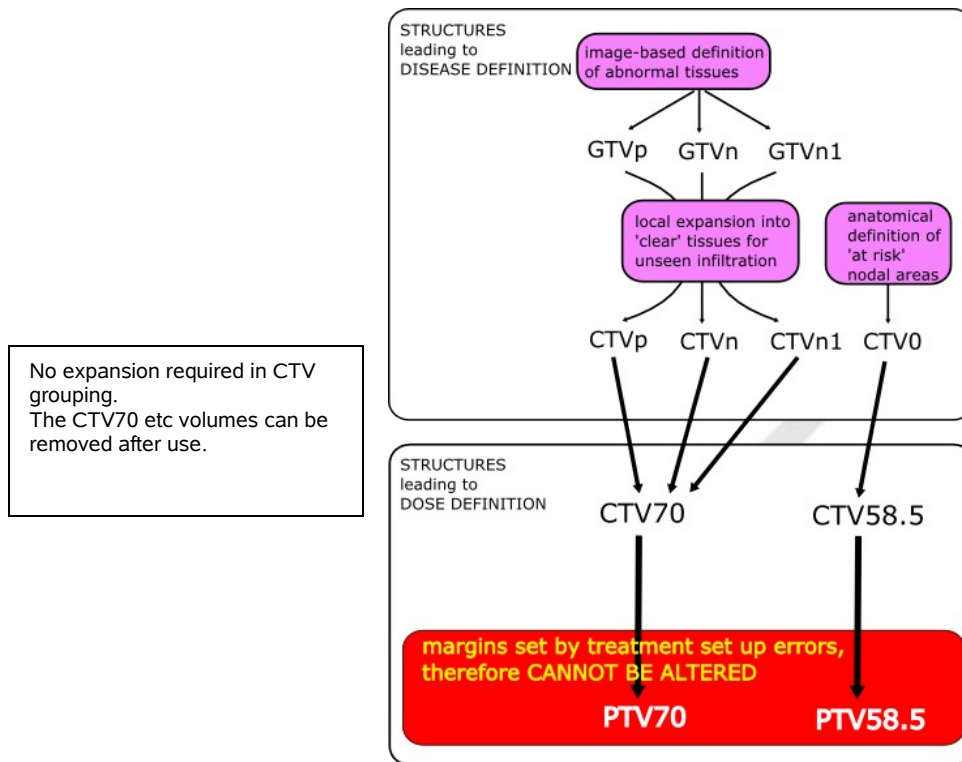 STRUCTURES
leading to
DISEASE DEFINITION
image-based definition
of abnormal tissues
GTVp GTVn GTVn1
local expansion into
'clear' tissues for
unseen infiltration
anatomical
definition of
'at risk'
nodal areas
CTVp CTVn CTVn1 CTV0
No expansion required in CTV
grouping.
The CTV70 etc volumes can be
removed after use.
STRUCTURES
leading to
DOSE DEFINITION
CTV70 CTV58.5
margins set by treatment set up errors,
therefore CANNOT BE ALTERED
PTV70 PTV58.5